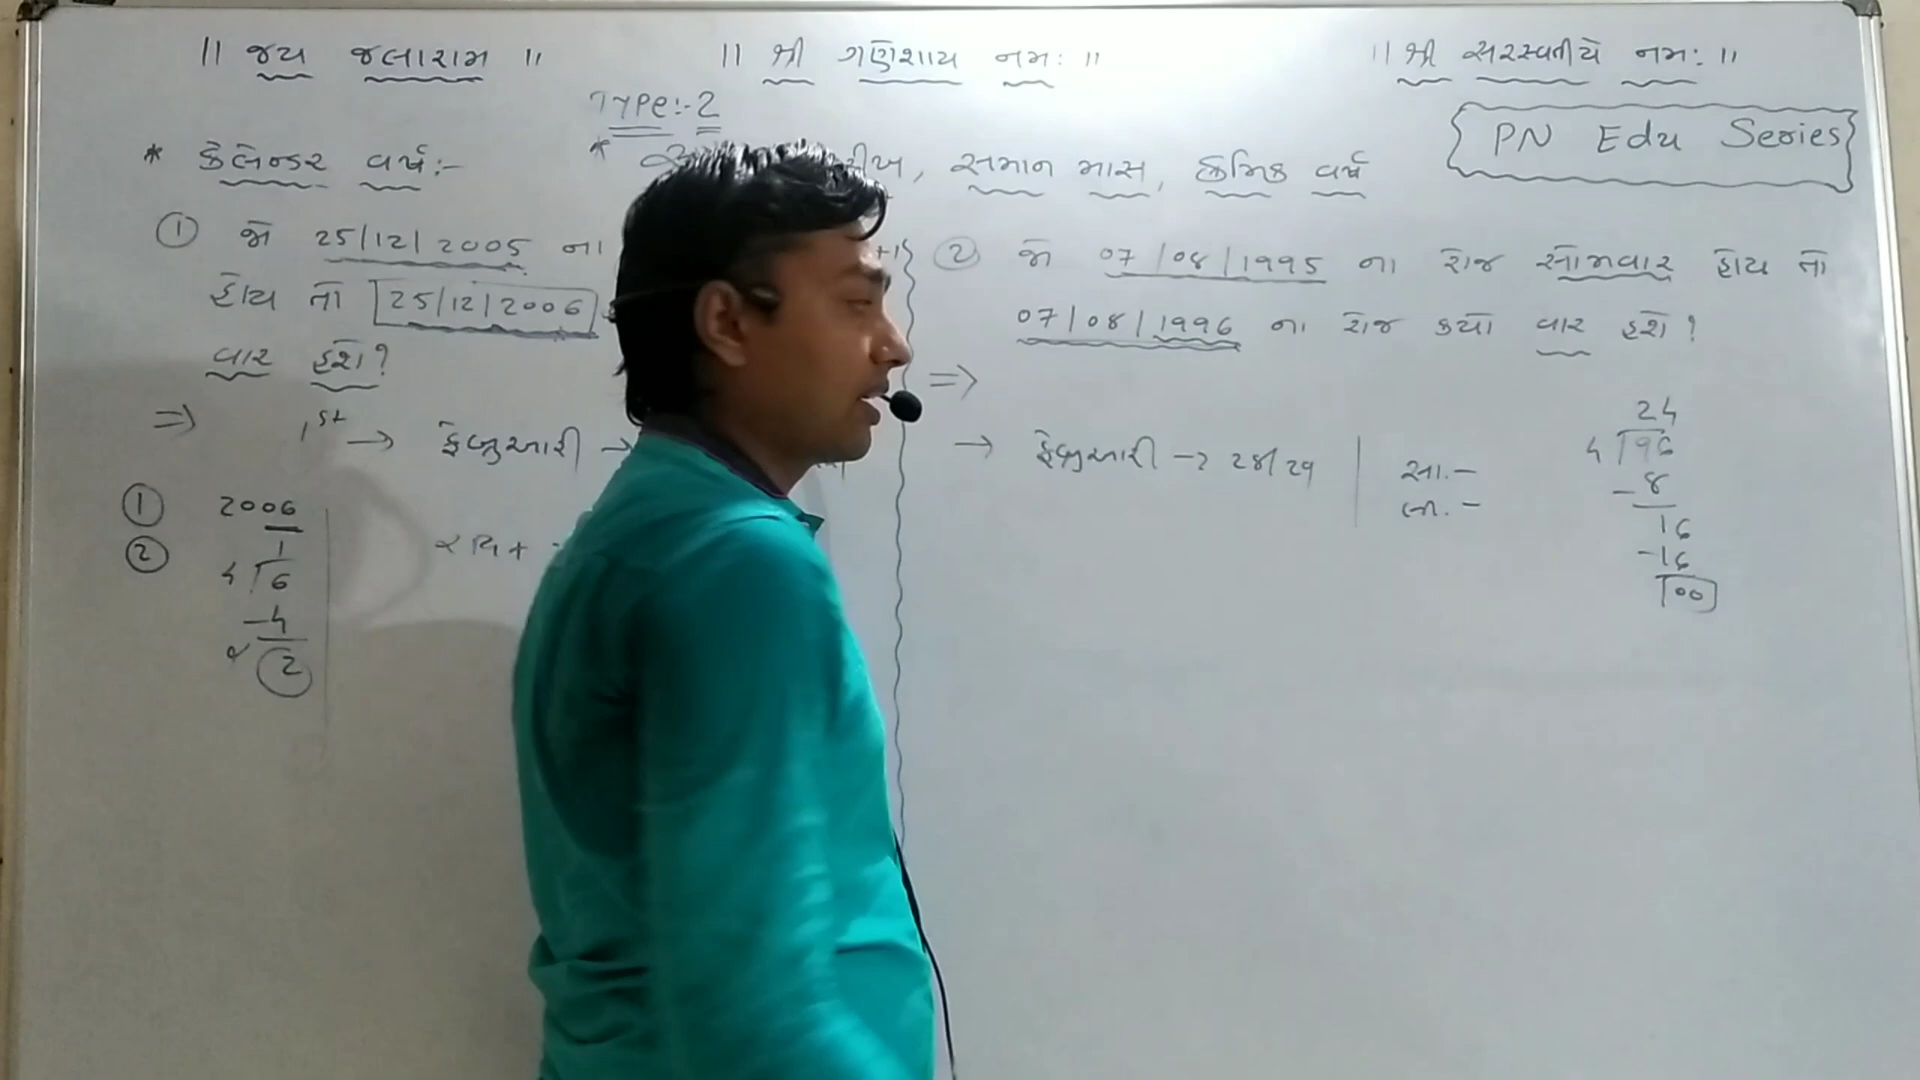 ।। જય જલારામ ।।
।। શ્રી ગણેશાય નમઃ ।।
।। શ્રી સરસ્વતીયે નમઃ ।।
Type:- 2
PN Edu Series
* કેલેન્ડર વર્ષ:-
* સમાન માસ, ક્રમિક વર્ષ
① જો 25/12/2005 ના
હોય તો 25/12/2006
વાર હશે?
⇒ 1st → ફેબ્રુઆરી →
① 2006
② 1
4 6
-4
2
રવિ +
+1
② જો 07/08/1995 ના રોજ સોમવાર હોય તો
07/08/1996 ના રોજ કયો વાર હશે?
⇒
→ ફેબ્રુઆરી → 28/29
સા. -
લી. -
24
4 96
-8
16
-16
00